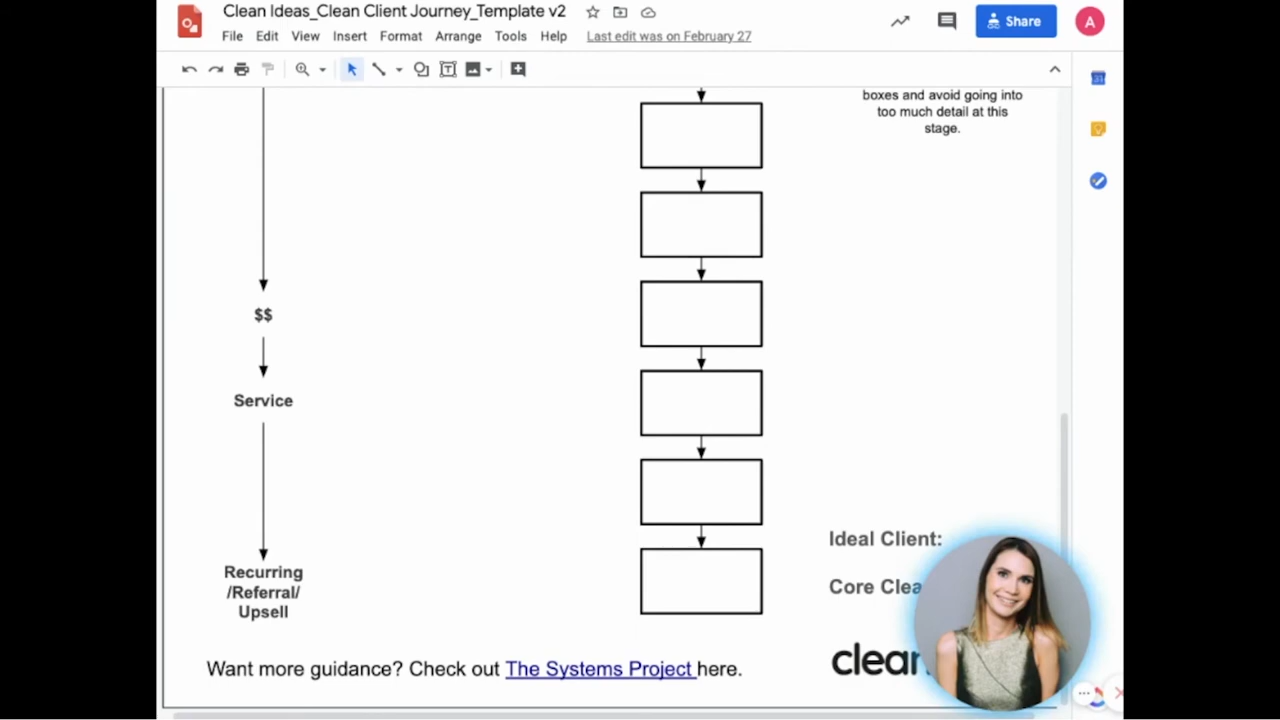 Clean Ideas_Clean Client Journey_Template v2
File Edit View Insert Format Arrange Tools Help Last edit was on February 27
Share
A
boxes and avoid going into
too much detail at this
stage.
$$
Service
Recurring
/Referral/
Upsell
Ideal Client:
Core Clea
Want more guidance? Check out The Systems Project here.
clean